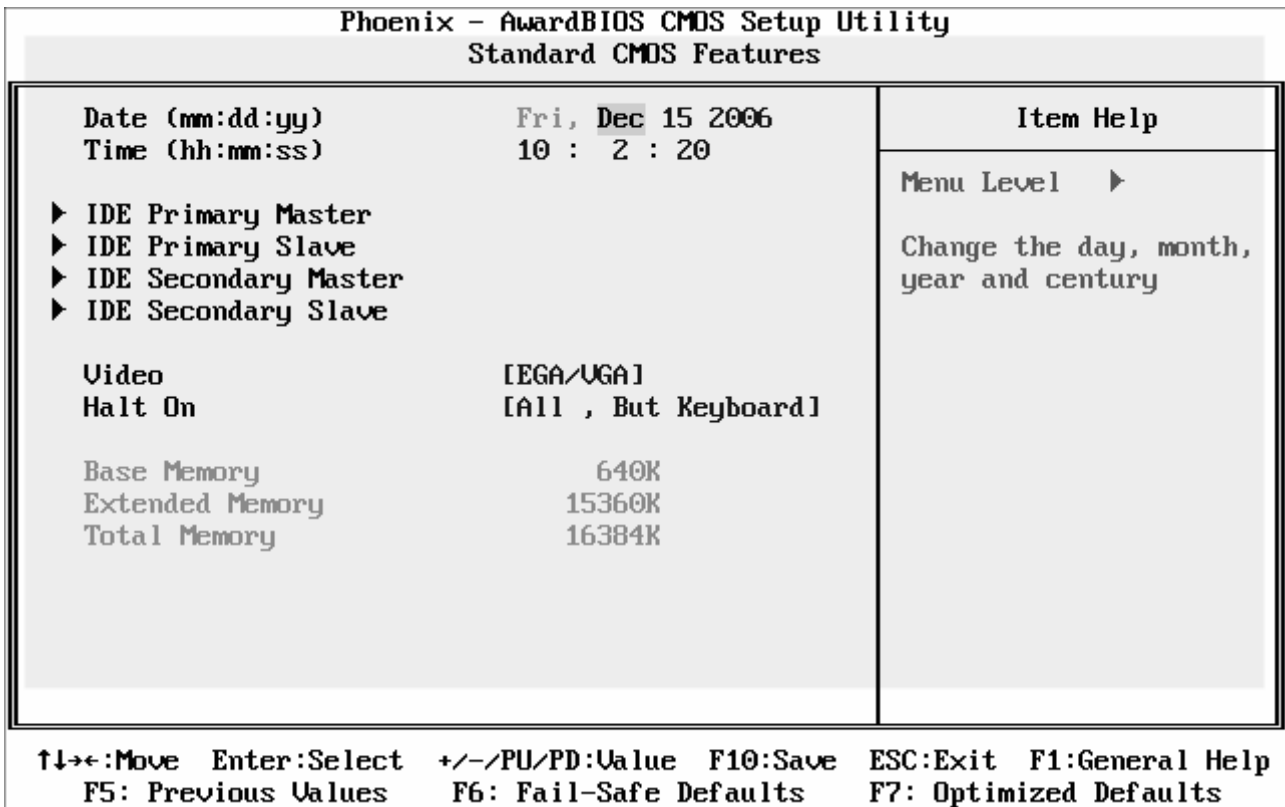 Phoenix - AwardBIOS CMOS Setup Utility
Standard CMOS Features
Date (mm:dd:yy) Fri, Dec 15 2006
Time (hh:mm:ss) 10 : 2 : 20
▶ IDE Primary Master
▶ IDE Primary Slave
▶ IDE Secondary Master
▶ IDE Secondary Slave
Video [EGA/VGA]
Halt On [All , But Keyboard]
Base Memory 640K
Extended Memory 15360K
Total Memory 16384K
Item Help
Menu Level ▶
Change the day, month,
year and century
↑↓→←:Move Enter:Select +/-/PU/PD:Value F10:Save ESC:Exit F1:General Help
F5: Previous Values F6: Fail-Safe Defaults F7: Optimized Defaults